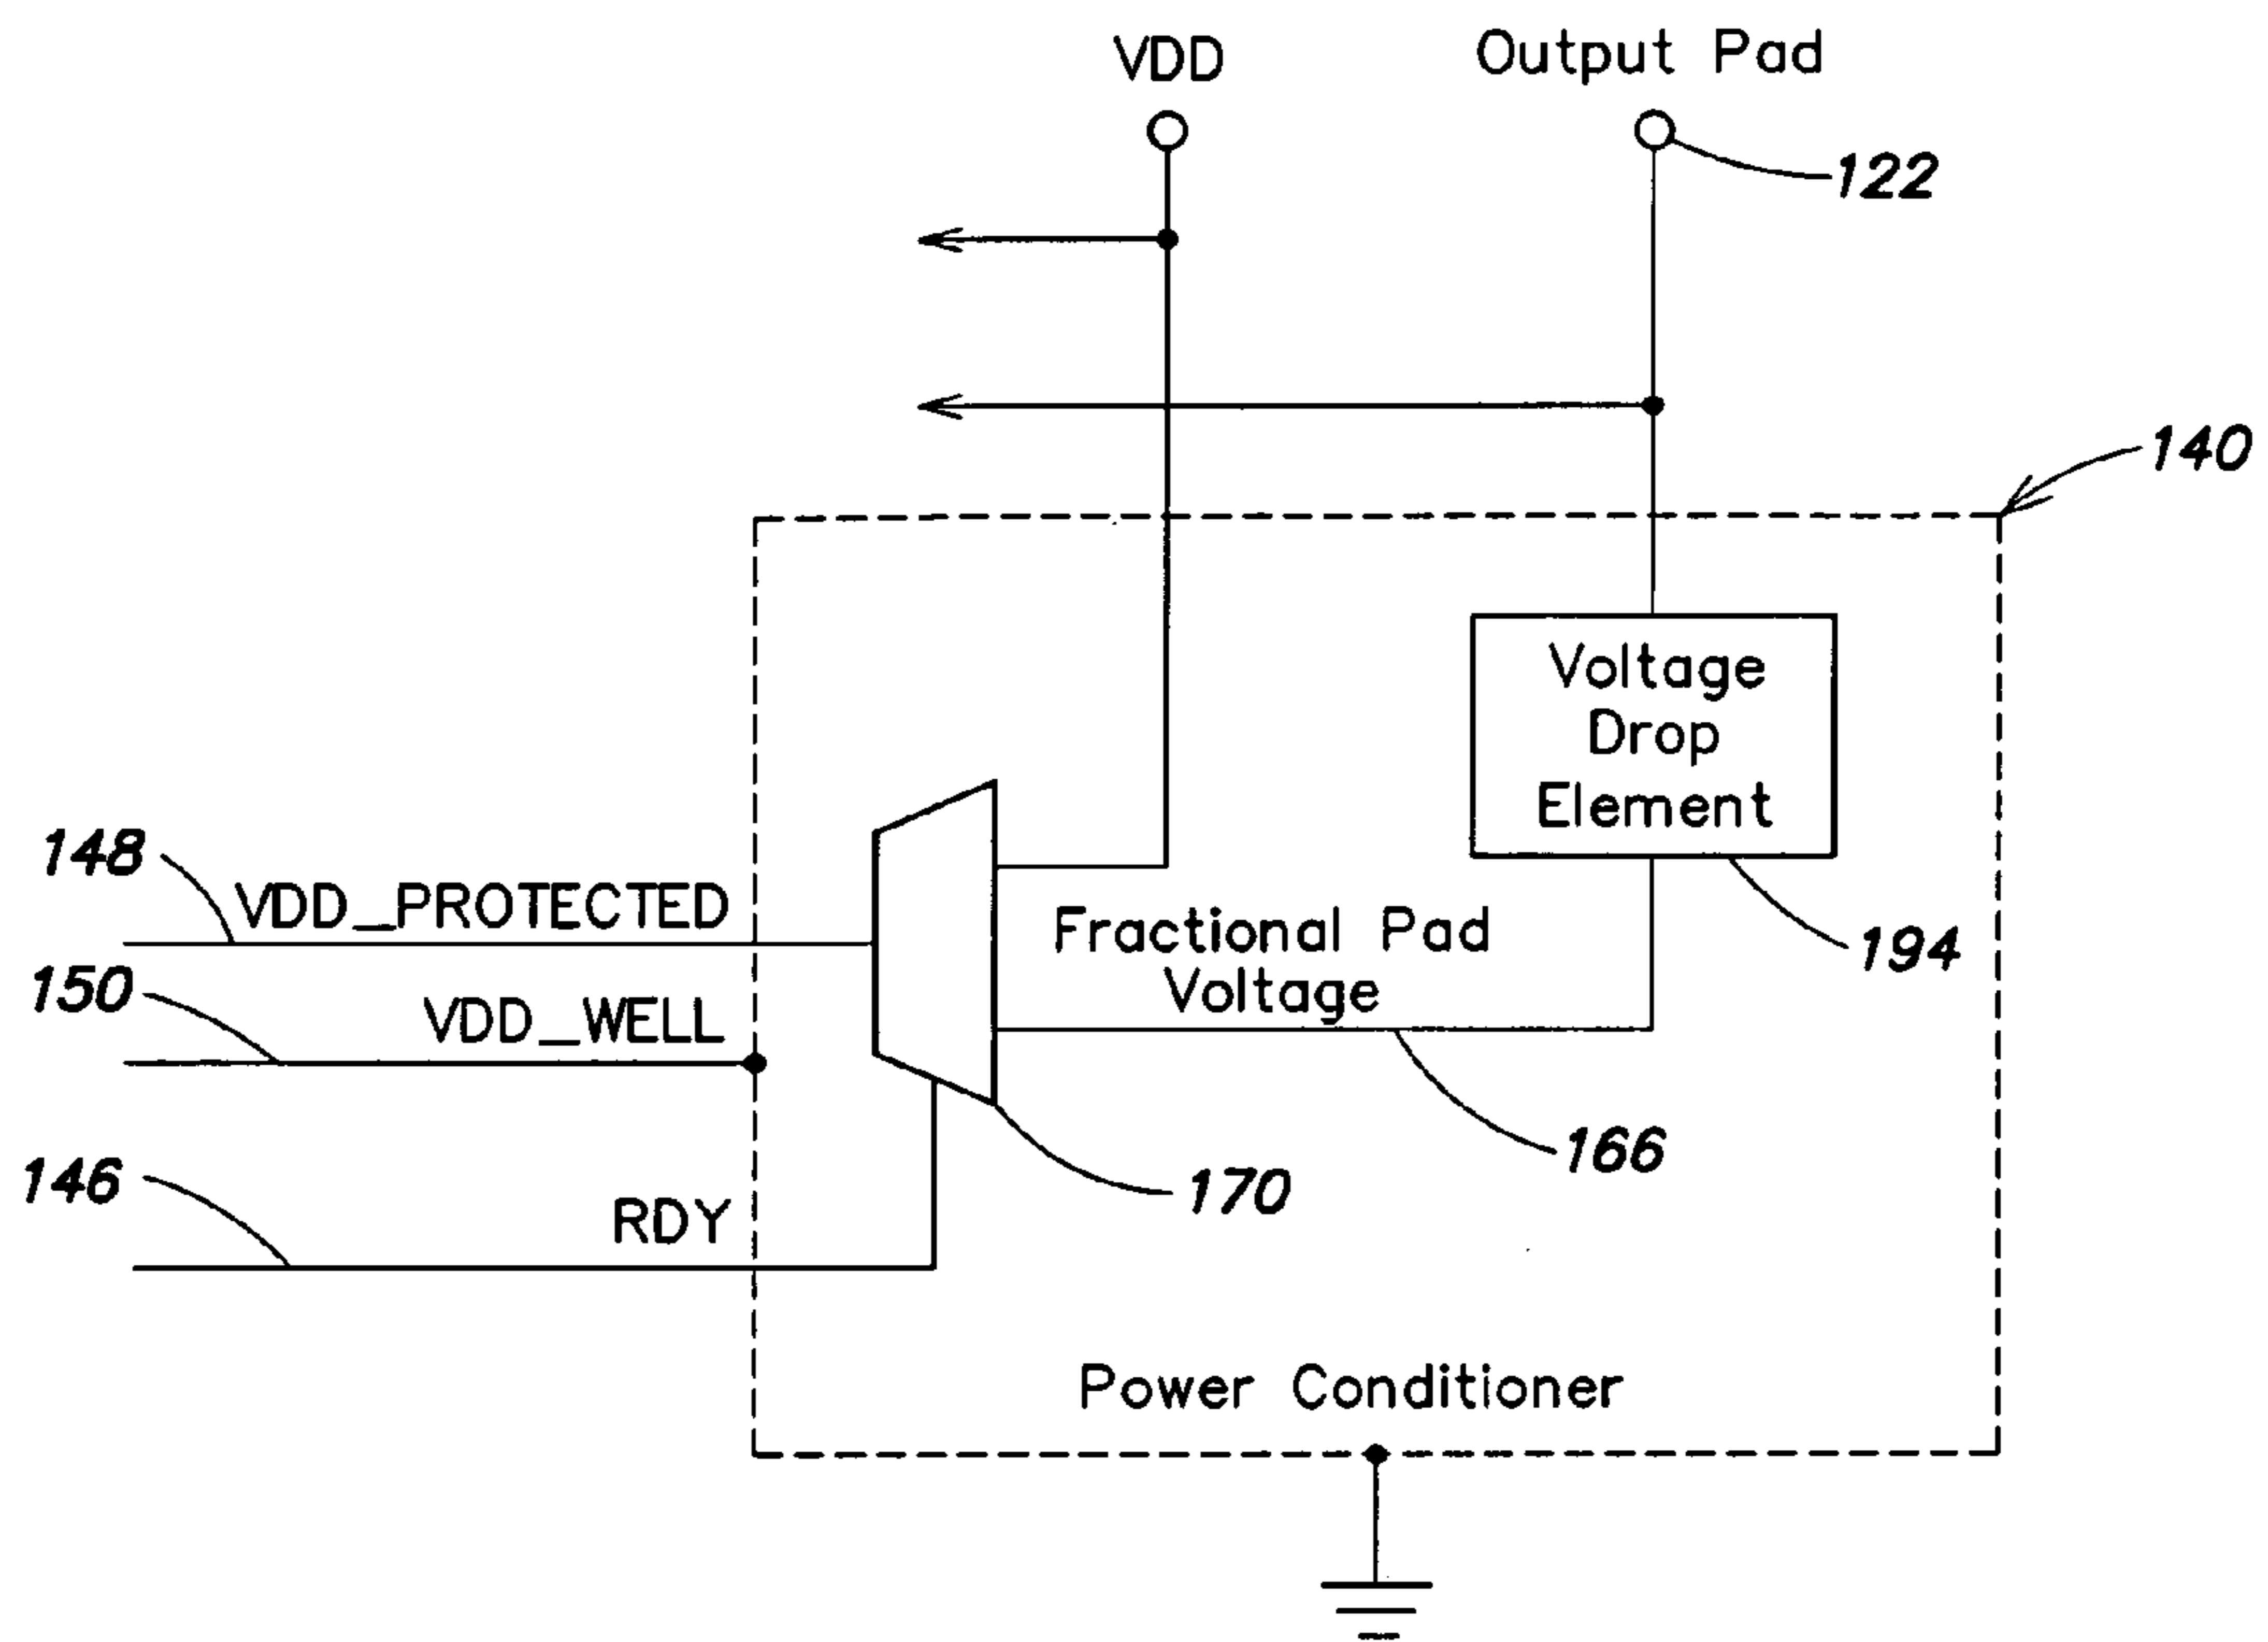 VDD
Output Pad
122
140
Voltage
Drop
Element
148
VDD_PROTECTED
Fractional Pad
Voltage
194
150
VDD_WELL
166
146
170
RDY
Power Conditioner